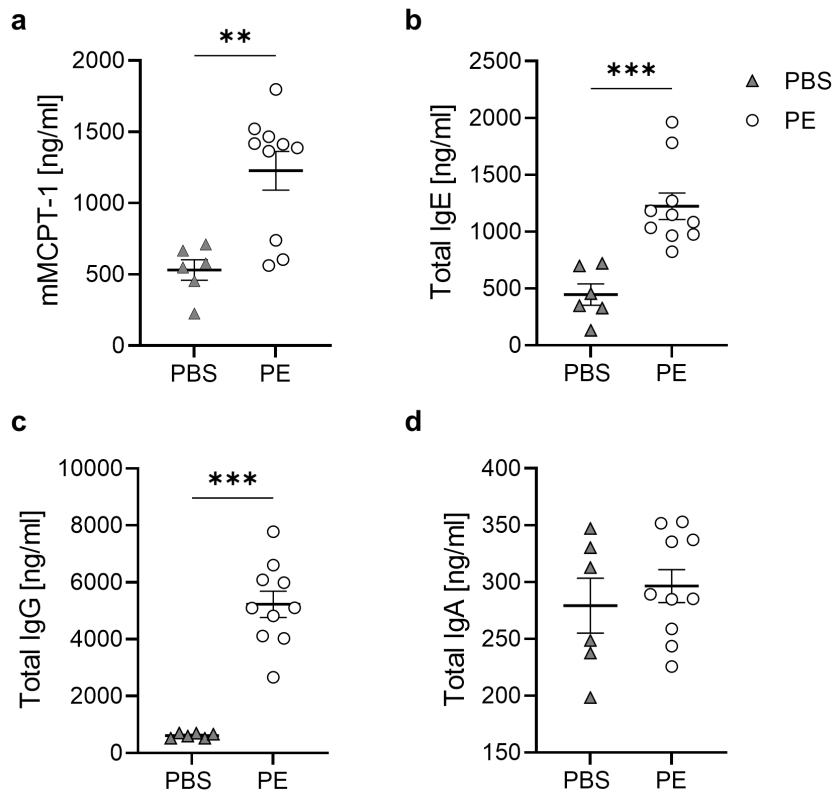 a
**
2000
1500
1000
500
0
mMCPT-1 [ng/ml]
PBS PE
b
***
2500
2000
1500
1000
500
0
Total IgE [ng/ml]
PBS PE
PBS
PE
c
***
10000
8000
6000
4000
2000
0
Total IgG [ng/ml]
PBS PE
d
400
350
300
250
200
150
Total IgA [ng/ml]
PBS PE